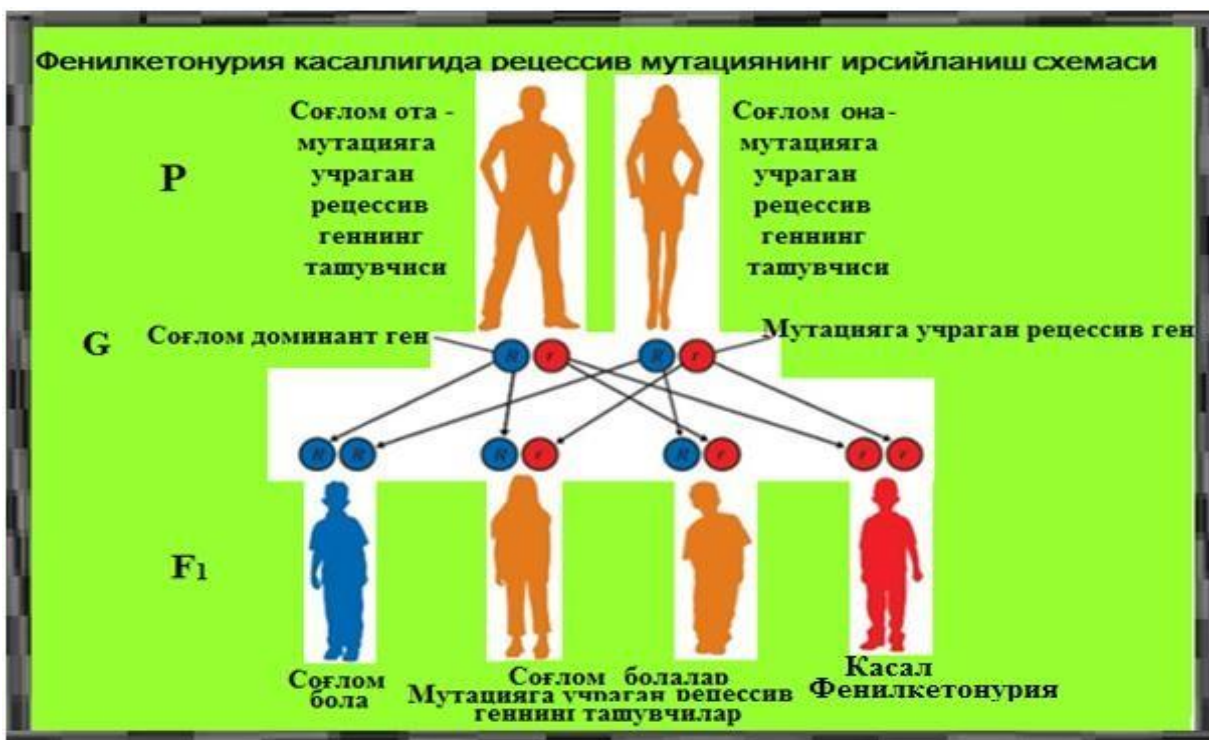 Фенилкетонурия касаллигида рецессив мутациянинг ирсийланиш схемаси
P
Соғлом ота -
мутацияга
учраган
рецессив
геннинг
ташувчиси
Соғлом она-
мутацияга
учраган
рецессив
геннинг
ташувчиси
G
Соғлом доминант ген
Мутацияга учраган рецессив ген
R r R r
R R R r R r r r
F1
Соғлом
бола
Соғлом болалар
Мутацияга учраган рецессив
геннинг ташувчилар
Касал
Фенилкетонурия